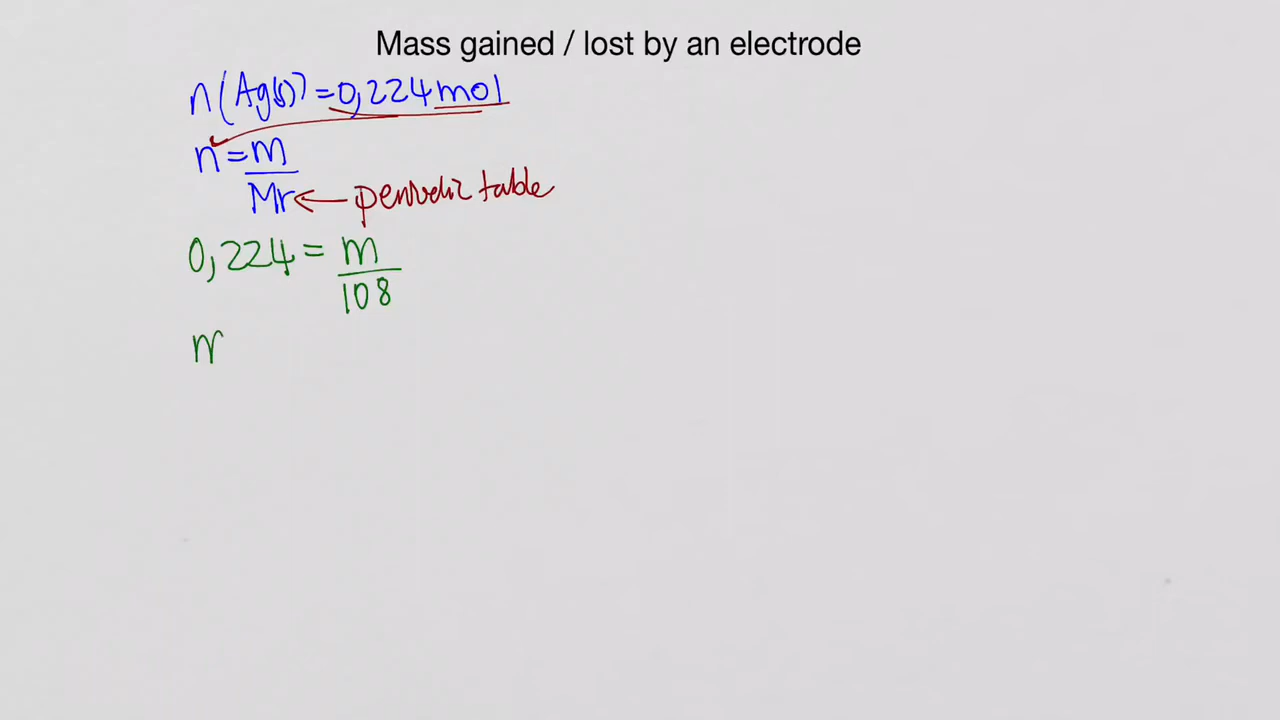 Mass gained / lost by an electrode
n(Ag(s)) = 0,224 mol
n = m
Mr ← periodic table
0,224 = m
108
m